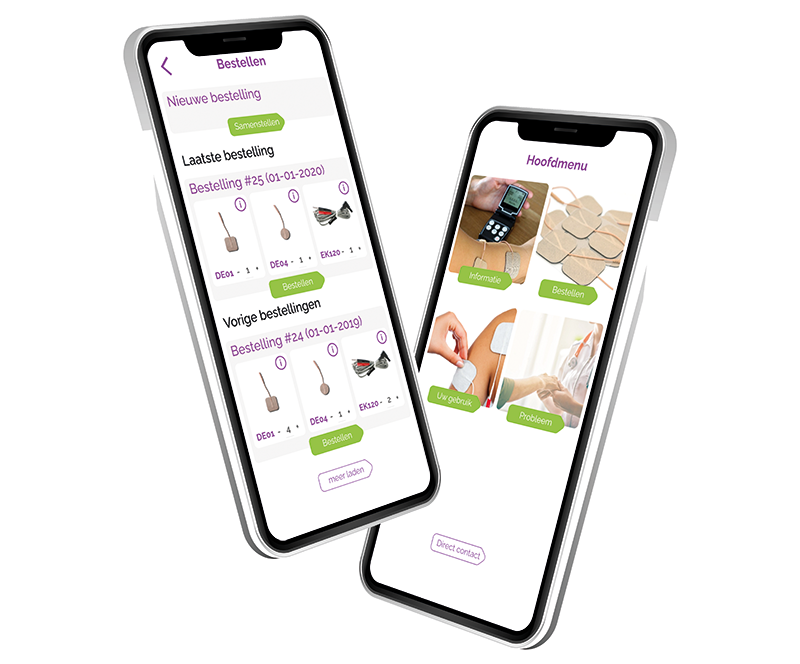 Bestellen
Nieuwe bestelling
Samenstellen
Laatste bestelling
Bestelling #25 (01-01-2020)
DE01 - 1 +
DE04 - 1 +
EK120 - 1 +
Bestellen
Vorige bestellingen
Bestelling #24 (01-01-2019)
DE01 - 4 +
DE04 - 1 +
EK120 - 2 +
Bestellen
meer laden
Hoofdmenu
Informatie
Bestellen
Uw gebruik
Probleem
Direct contact